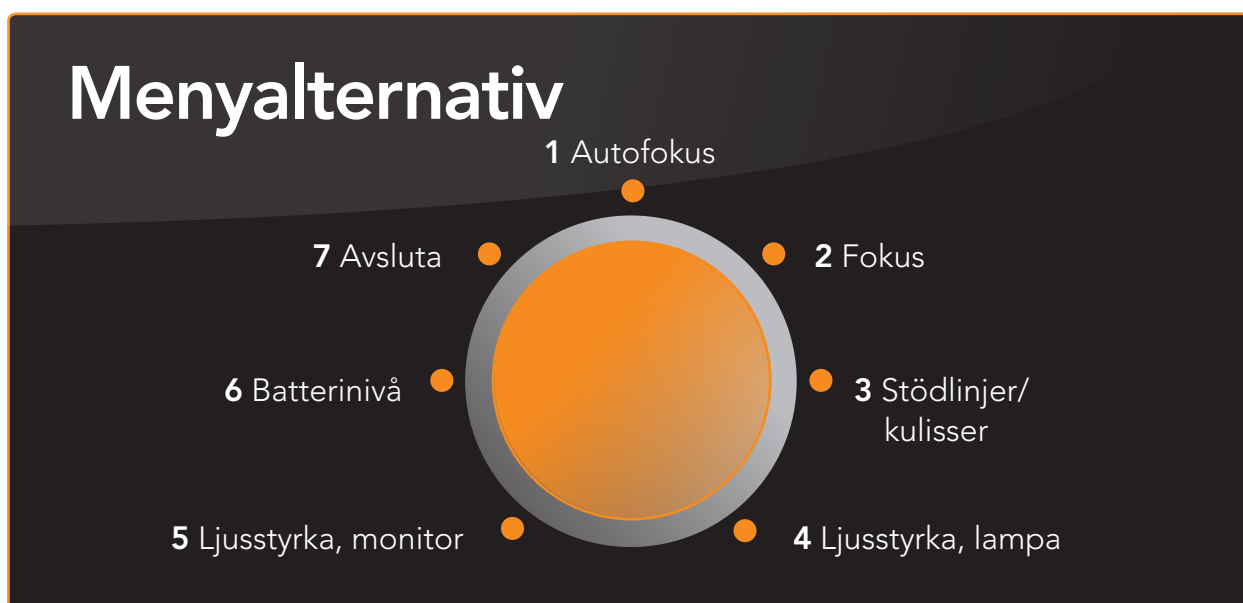 Menyalternativ
1 Autofokus
7 Avsluta
2 Fokus
6 Batterinivå
3 Stödlinjer/
kulisser
5 Ljusstyrka, monitor
4 Ljusstyrka, lampa